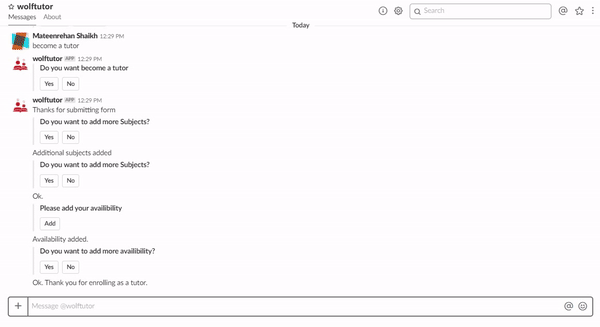 wolftutor
Messages About
Search
Today
Mateenrehan Shaikh 12:29 PM
become a tutor
wolftutor APP 12:29 PM
Do you want become a tutor
Yes No
wolftutor APP 12:29 PM
Thanks for submitting form
Do you want to add more Subjects?
Yes No
Additional subjects added
Do you want to add more Subjects?
Yes No
Ok.
Please add your availibility
Add
Availability added.
Do you want to add more availibility?
Yes No
Ok. Thank you for enrolling as a tutor.
Message @wolftutor